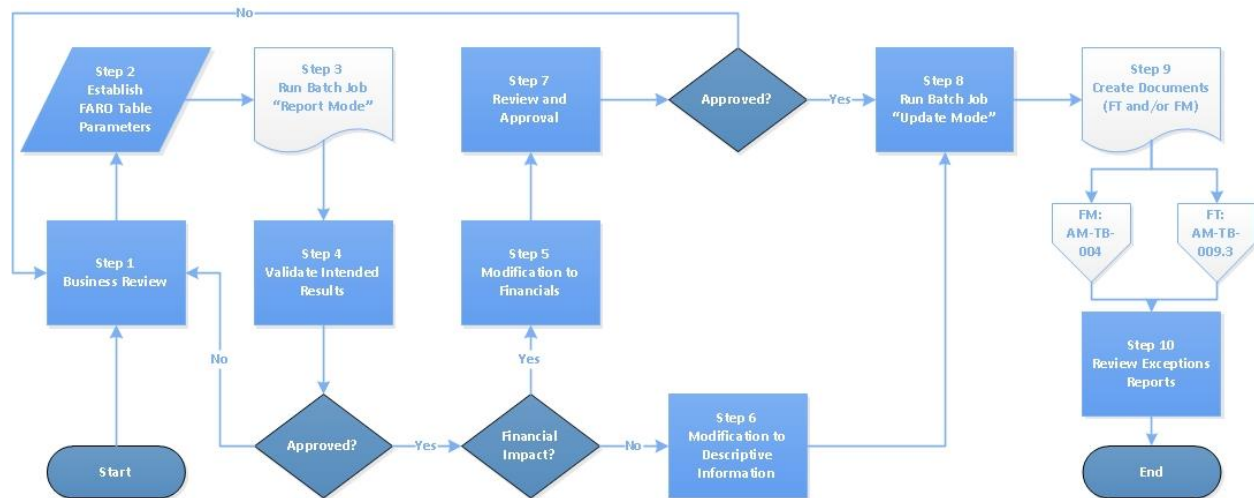 No
Step 2
Establish
FARO Table
Parameters
Step 3
Run Batch Job
“Report Mode”
Step 7
Review and
Approval
Approved?
Yes
Step 8
Run Batch Job
“Update Mode”
Step 9
Create Documents
(FT and/or FM)
Step 1
Business Review
Step 4
Validate Intended
Results
Step 5
Modification to
Financials
FM:
AM-TB-
004
FT:
AM-TB-
009.3
No
Yes
Step 10
Review Exceptions
Reports
Start
Approved?
Yes
Financial
Impact?
No
Step 6
Modification to
Descriptive
Information
End